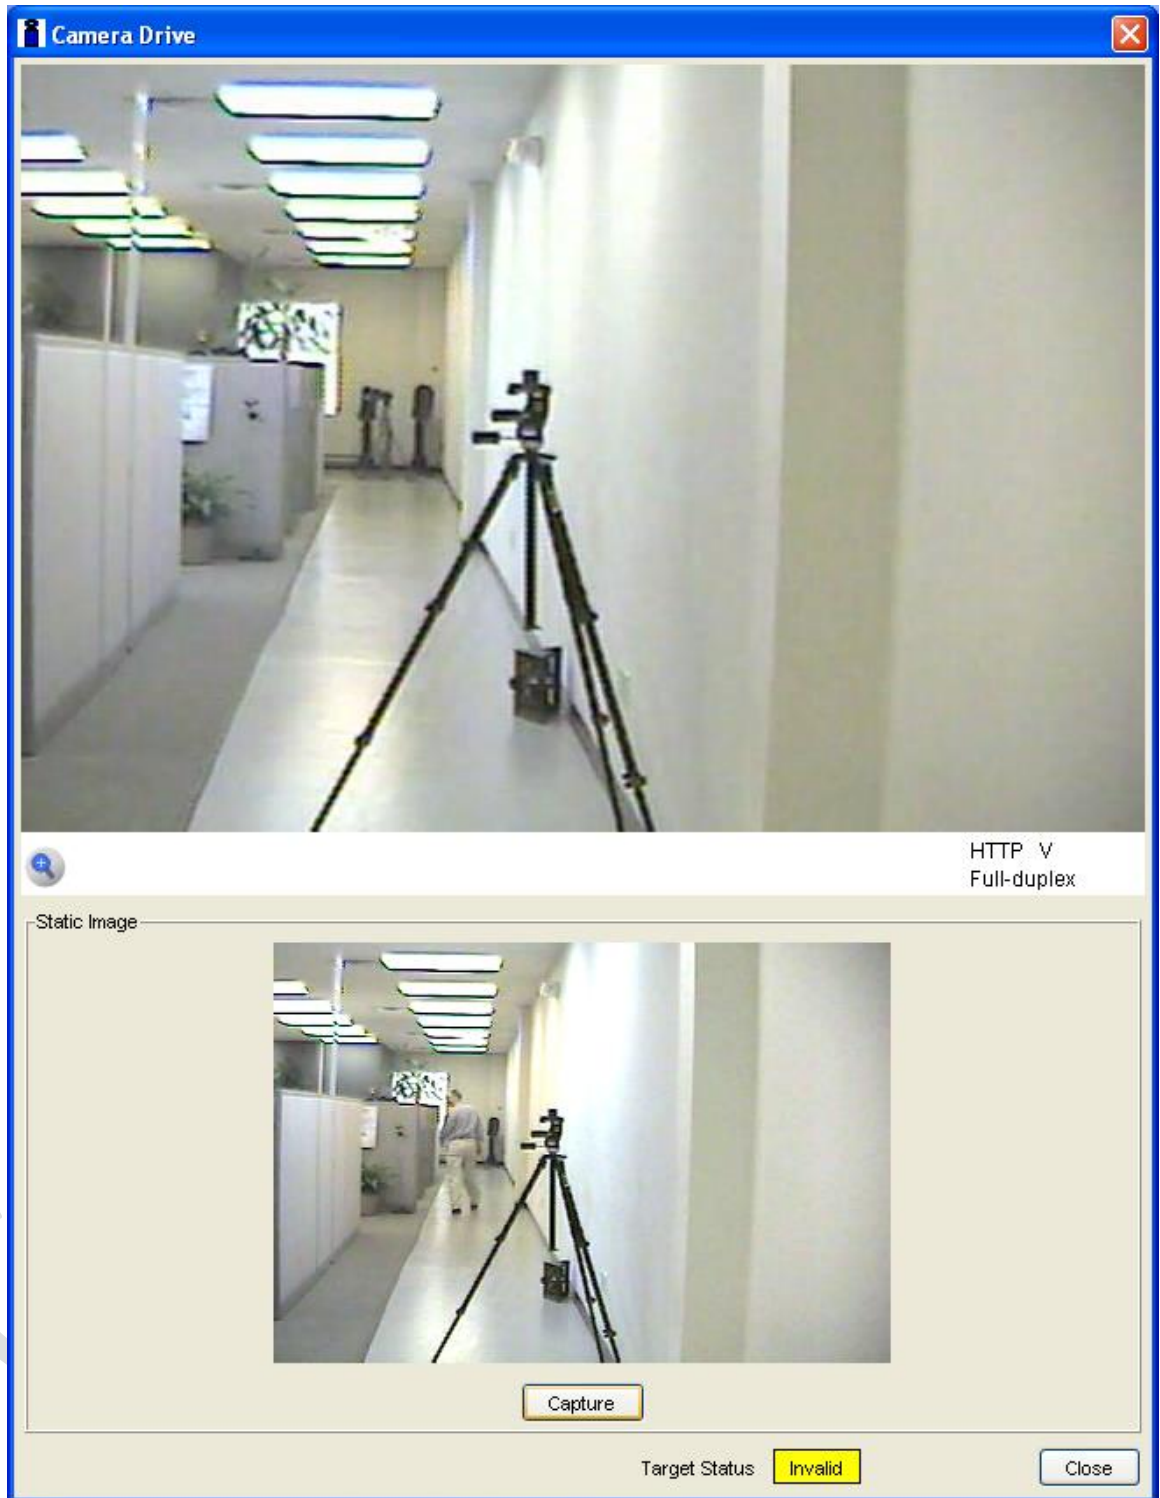 Camera Drive
HTTP V
Full-duplex
Static Image
Capture
Target Status Invalid Close